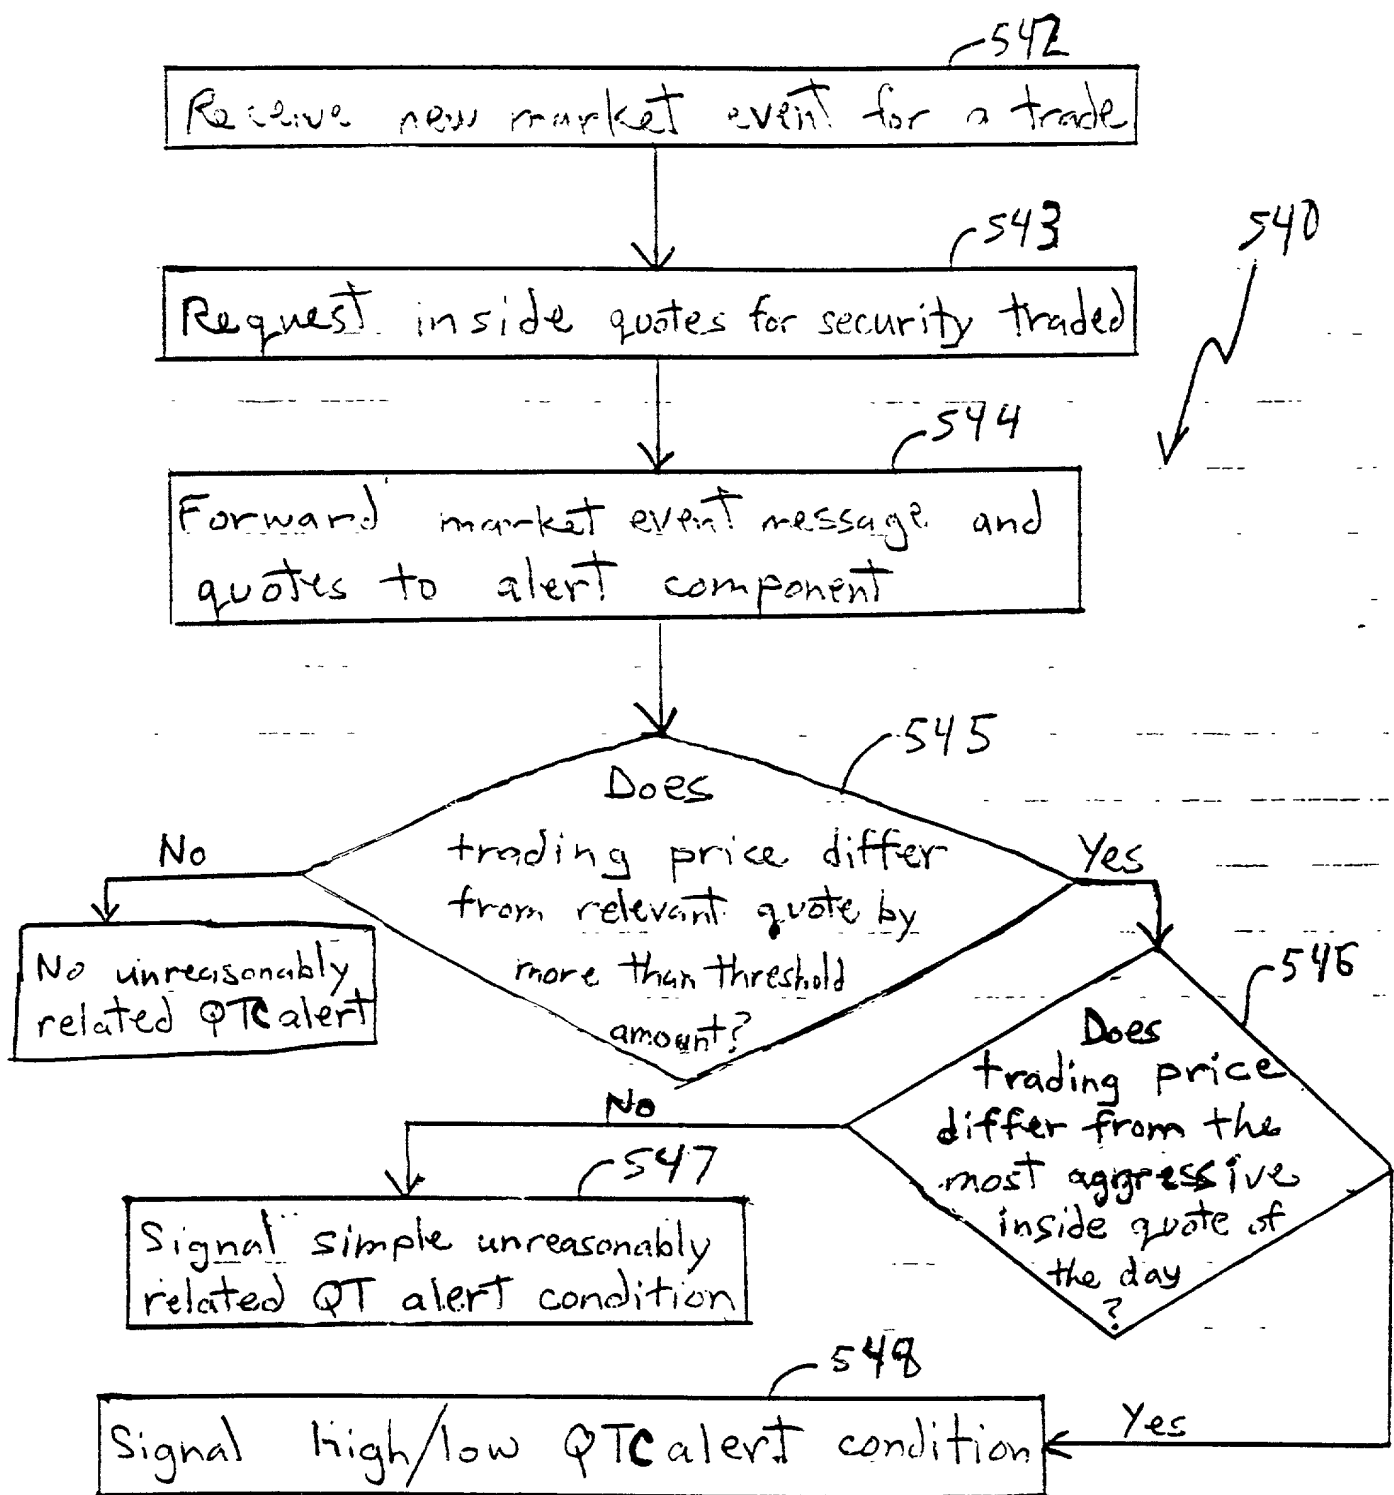 542
Receive new market event for a trade
543
540
Request inside quotes for security traded
544
Forward market event message and
quotes to alert component
545
Does
trading price differ
from relevant quote by
more than threshold
amount?
No
Yes
No unreasonably
related QTC alert
546
Does
trading price
differ from the
most aggressive
inside quote of
the day
?
No
547
Signal simple unreasonably
related QT alert condition
548
Yes
Signal high/low QTC alert condition